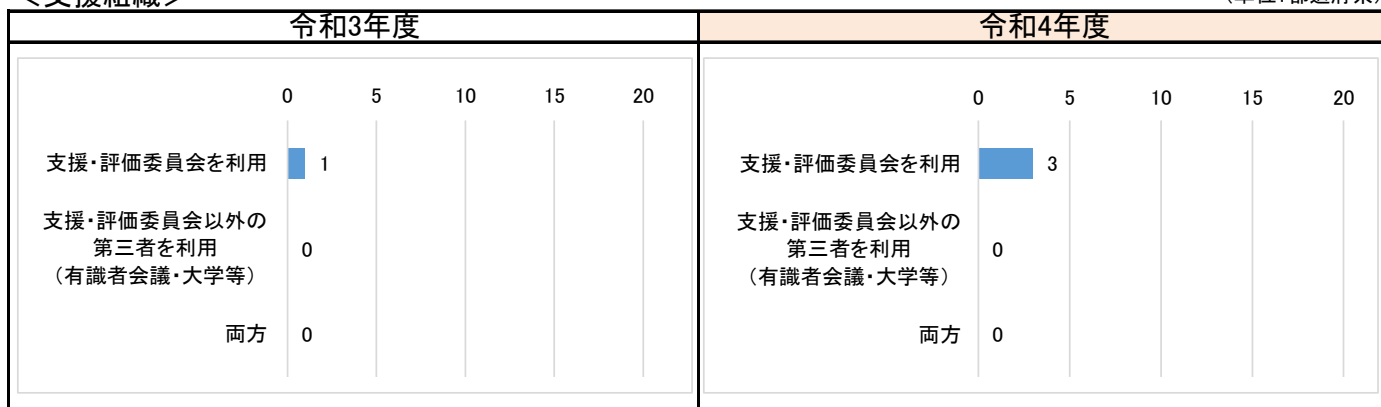 ＜支援組織＞
（単位：都道府県）
令和3年度
令和4年度
0 5 10 15 20
支援・評価委員会を利用 1
支援・評価委員会以外の
第三者を利用
（有識者会議・大学等）
0
両方 0
0 5 10 15 20
支援・評価委員会を利用 3
支援・評価委員会以外の
第三者を利用
（有識者会議・大学等）
0
両方 0